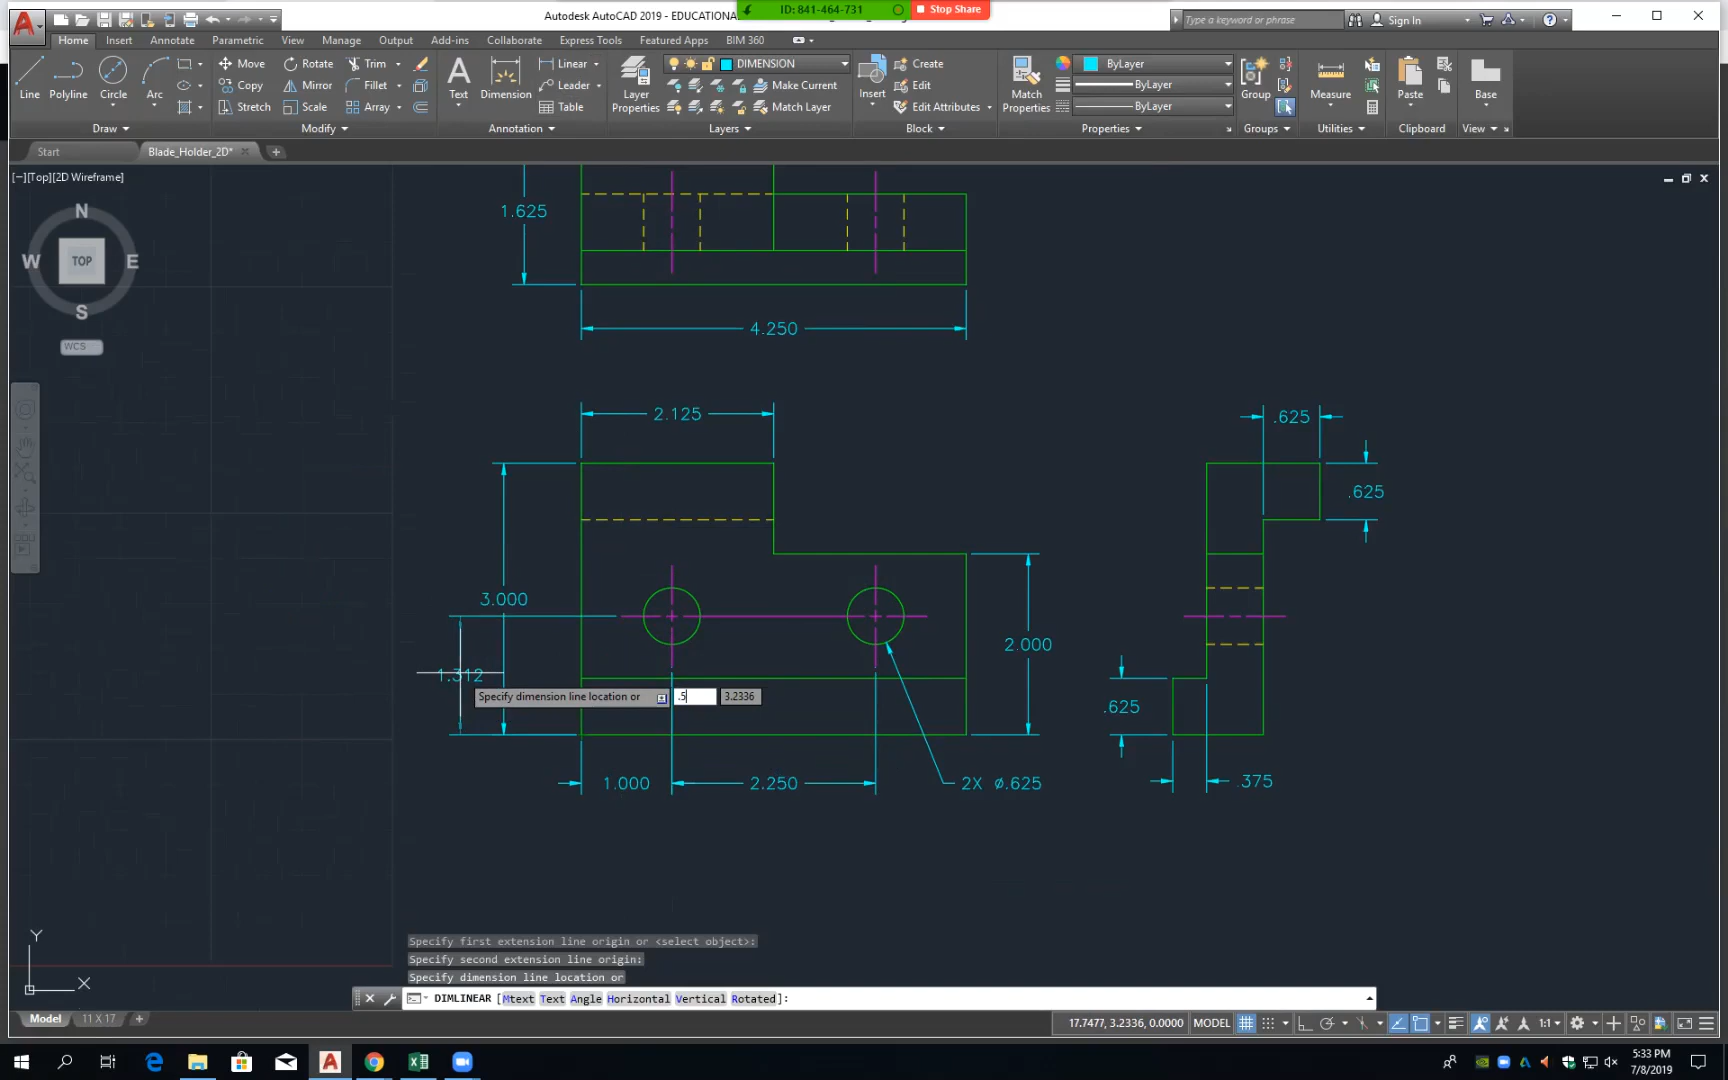 Autodesk AutoCAD 2019 - EDUCATIONA
ID: 841-464-731
Stop Share
Type a keyword or phrase
Sign In
Home Insert Annotate Parametric View Manage Output Add-ins Collaborate Express Tools Featured Apps BIM 360
Line Polyline Circle Arc
Move Rotate Trim
Copy Mirror Fillet
Stretch Scale Array
Text Dimension
Linear
Leader
Table
Layer Properties
DIMENSION
Make Current
Match Layer
Insert
Create
Edit
Edit Attributes
Match Properties
ByLayer
ByLayer
ByLayer
Group Measure Paste Base
Draw Modify Annotation Layers Block Properties Groups Utilities Clipboard View
Start Blade_Holder_2D*
[−][Top][2D Wireframe]
N
W TOP E
S
WCS
1.625
4.250
2.125
.625
.625
3.000
2.000
1.312
Specify dimension line location or .5 3.2336
.625
1.000 2.250 2X Ø.625
.375
Y
X
Specify first extension line origin or <select object>:
Specify second extension line origin:
Specify dimension line location or
DIMLINEAR [Mtext Text Angle Horizontal Vertical Rotated]:
Model 11 X 17
17.7477, 3.2336, 0.0000 MODEL 1:1
5:33 PM
7/8/2019